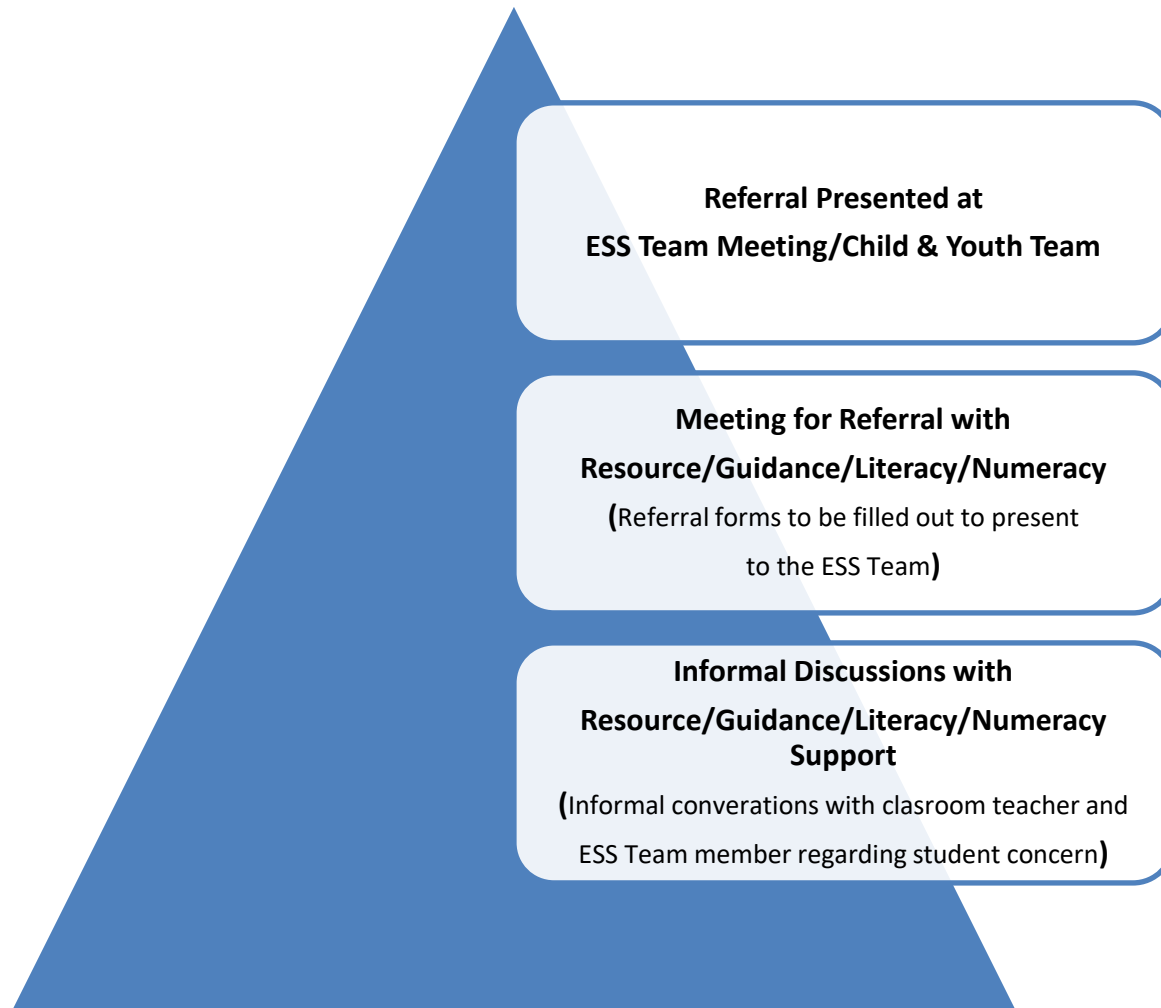 Referral Presented at
ESS Team Meeting/Child & Youth Team
Meeting for Referral with
Resource/Guidance/Literacy/Numeracy
(Referral forms to be filled out to present
to the ESS Team)
Informal Discussions with
Resource/Guidance/Literacy/Numeracy
Support
(Informal converations with clasroom teacher and
ESS Team member regarding student concern)